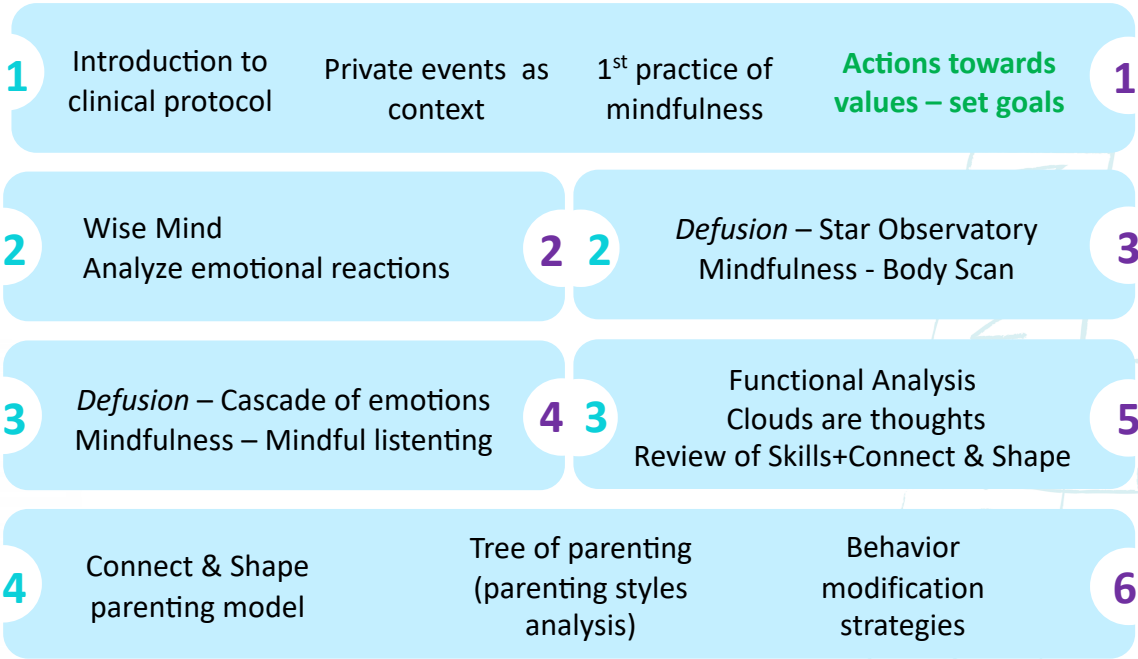 1
Introduction to
clinical protocol
Private events as
context
1st practice of
mindfulness
Actions towards
values – set goals
1
2
Wise Mind
Analyze emotional reactions
2
2
Defusion – Star Observatory
Mindfulness - Body Scan
3
3
Defusion – Cascade of emotions
Mindfulness – Mindful listenting
4
3
Functional Analysis
Clouds are thoughts
Review of Skills+Connect & Shape
5
4
Connect & Shape
parenting model
Tree of parenting
(parenting styles
analysis)
Behavior
modification
strategies
6